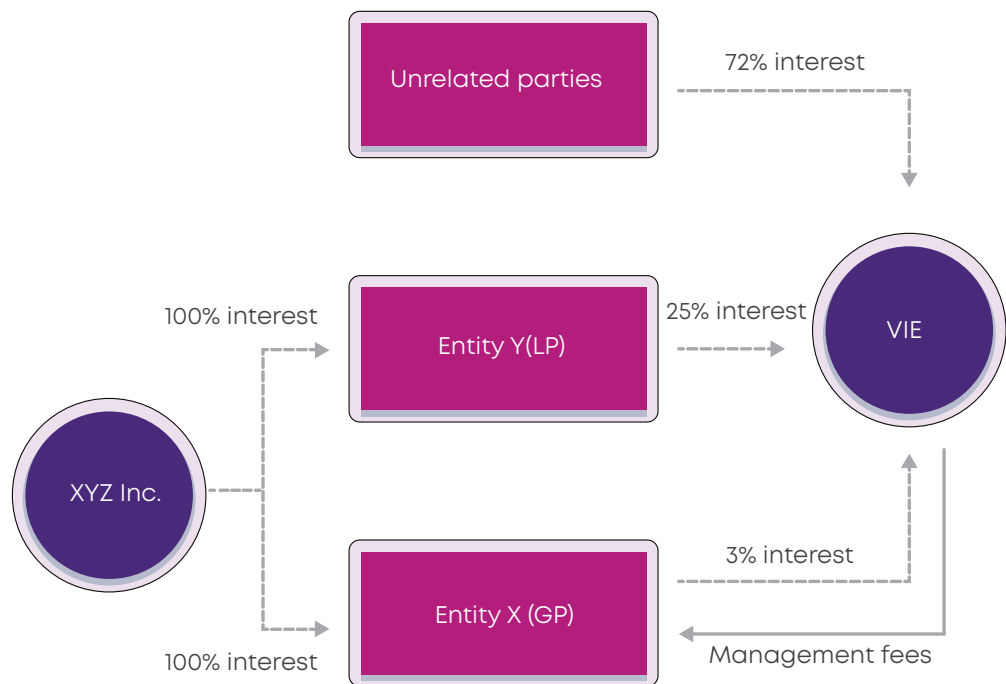 Unrelated parties
72% interest
100% interest
Entity Y(LP)
25% interest
VIE
XYZ Inc.
3% interest
Entity X (GP)
100% interest
Management fees